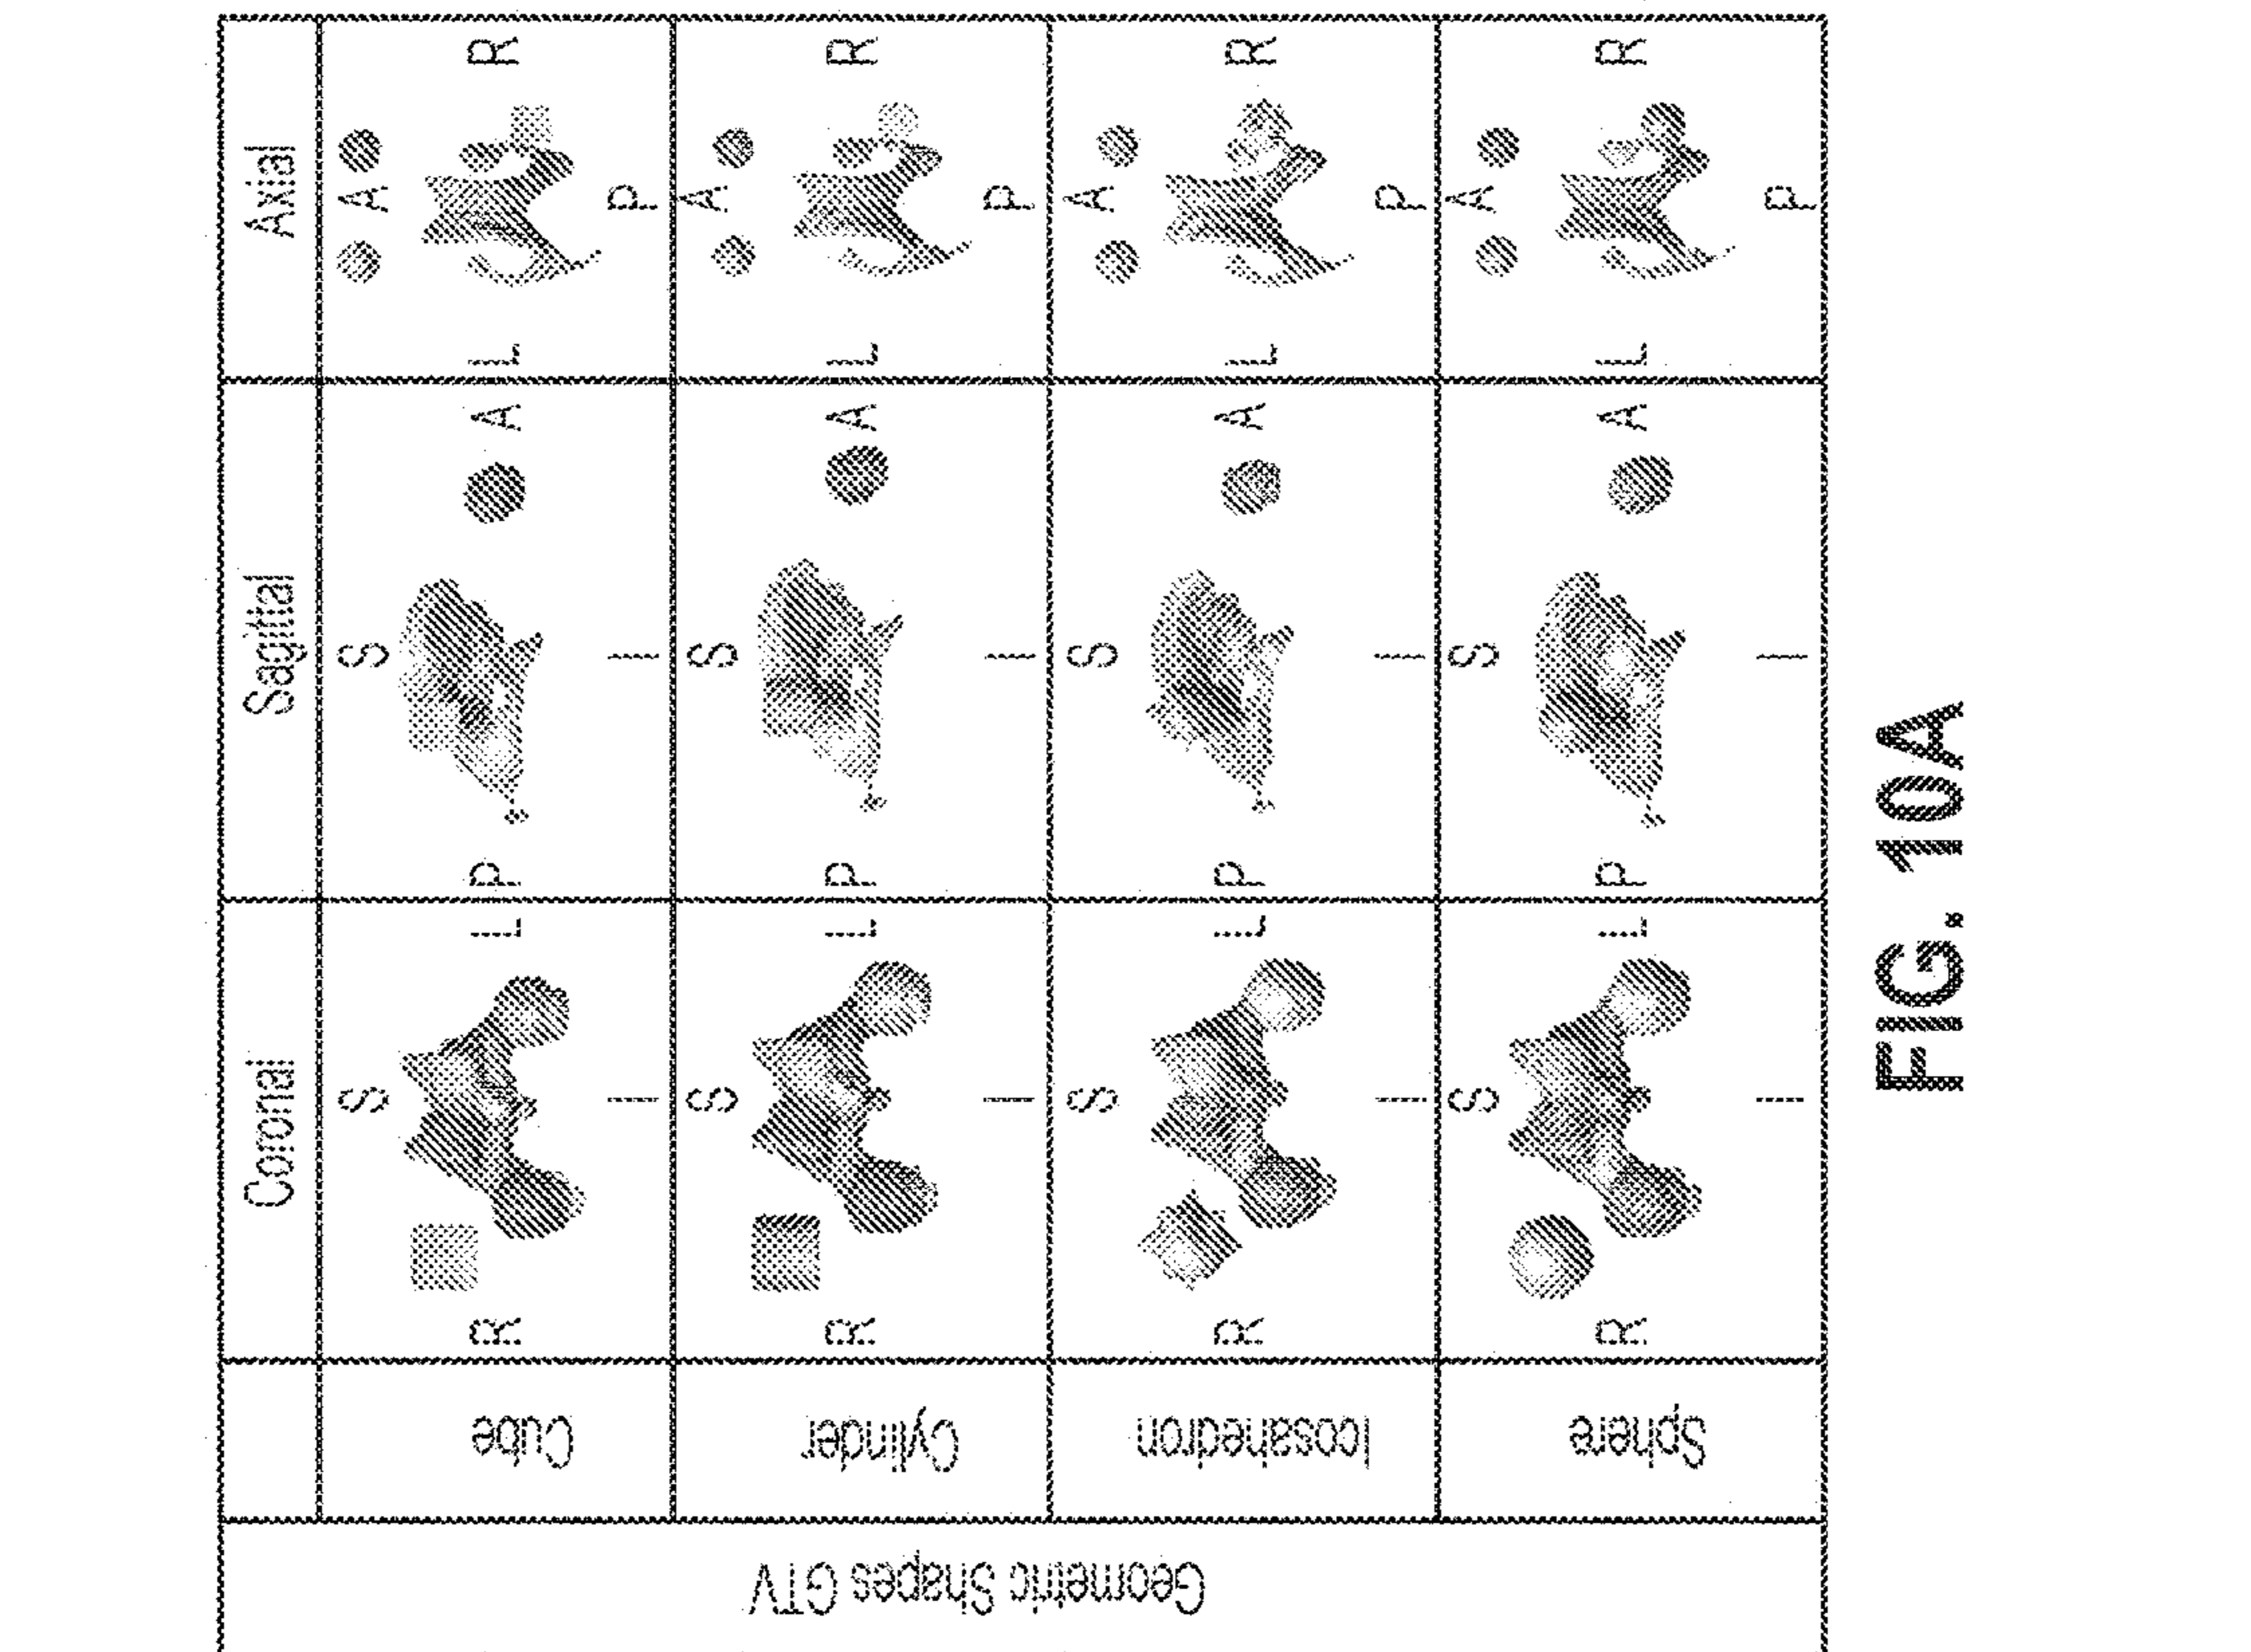 Coronal Sagittal Axial
Geometric Shapes GTV
Cube
S S A
R L P A L R
I I P
Cylinder
S S A
R L P A L R
I I P
Icosahedron
S S A
R L P A L R
I I P
Sphere
S S A
R L P A L R
I I P
FIG. 10A